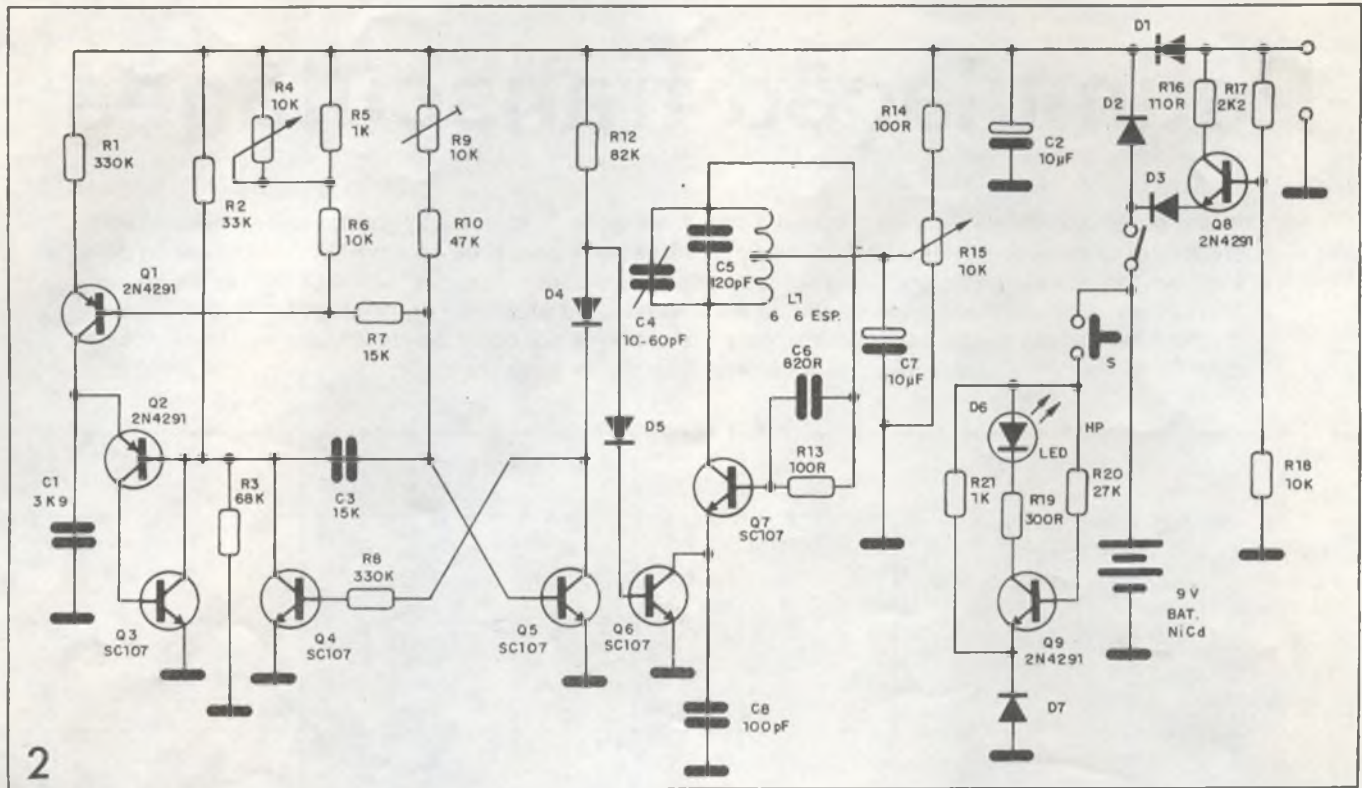 R1
330K
R2
33K
R4
10K
R5
1K
R6
10K
R9
10K
R10
47K
Q1
2N4291
R7
15K
Q2
2N4291
C1
3K9
R3
68K
C3
15K
Q3
SC107
R8
330K
Q4
SC107
Q5
SC107
Q6
SC107
R12
82K
D4
D5
C4
10-60pF
C5
120pF
L1
6 6 ESP.
C6
820R
R13
100R
Q7
SC107
C8
100pF
C7
10µF
R14
100R
R15
10K
C2
10µF
D1
D2
D3
R16
110R
R17
2K2
Q8
2N4291
S
D6
HP
LED
R21
1K
R19
300R
R20
27K
Q9
2N4291
D7
9 V
BAT.
NiCd
R18
10K
2